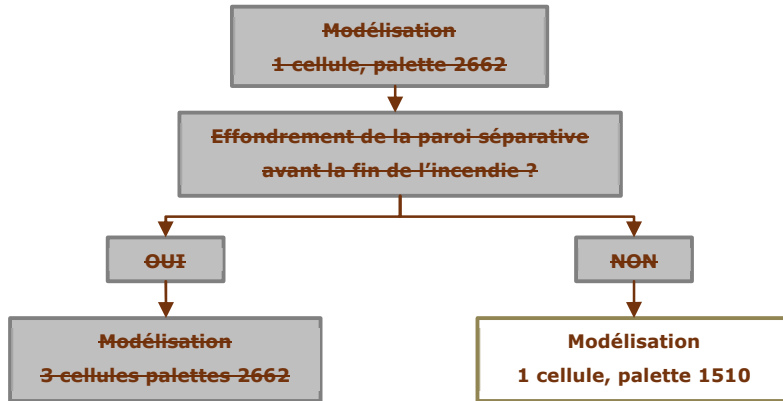 Modélisation
1 cellule, palette 2662
Effondrement de la paroi séparative
avant la fin de l'incendie ?
OUI
NON
Modélisation
3 cellules palettes 2662
Modélisation
1 cellule, palette 1510